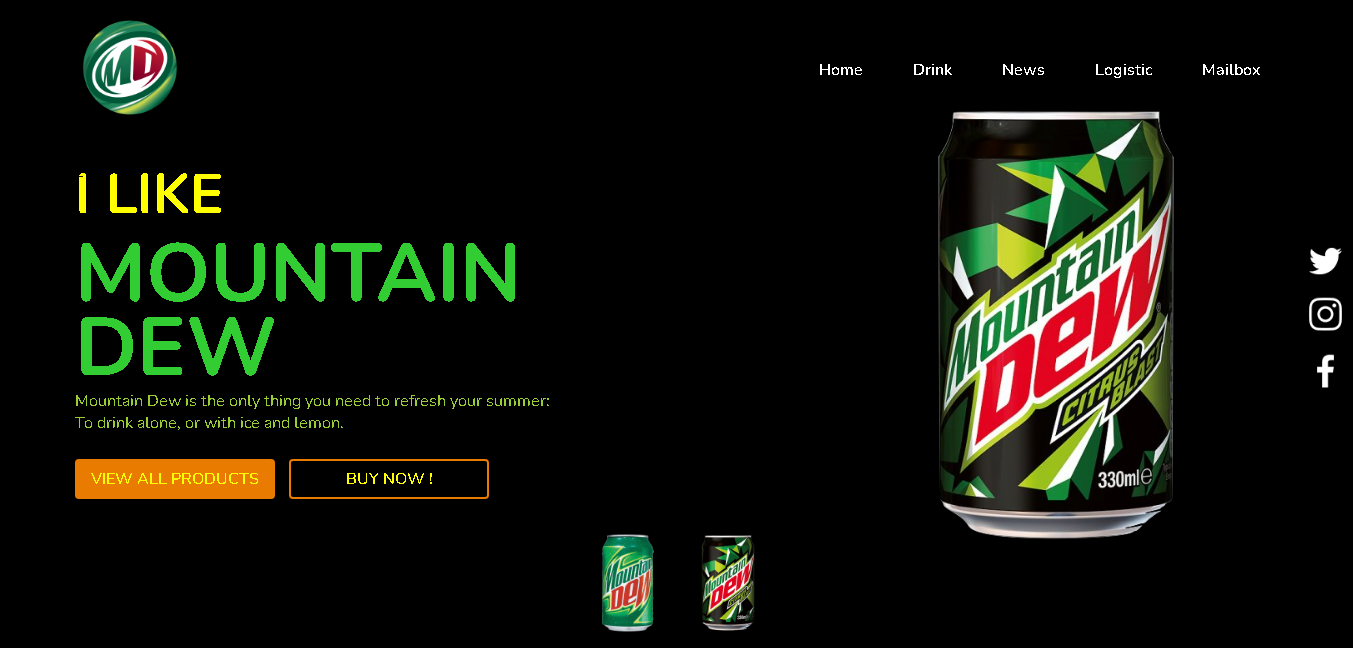 MD
Home Drink News Logistic Mailbox
I LIKE
MOUNTAIN
DEW
Mountain Dew is the only thing you need to refresh your summer:
To drink alone, or with ice and lemon.
VIEW ALL PRODUCTS BUY NOW !
Mountain
Dew
CITRUS
BLAST
330ml e
Mountain
Dew
Mountain
Dew